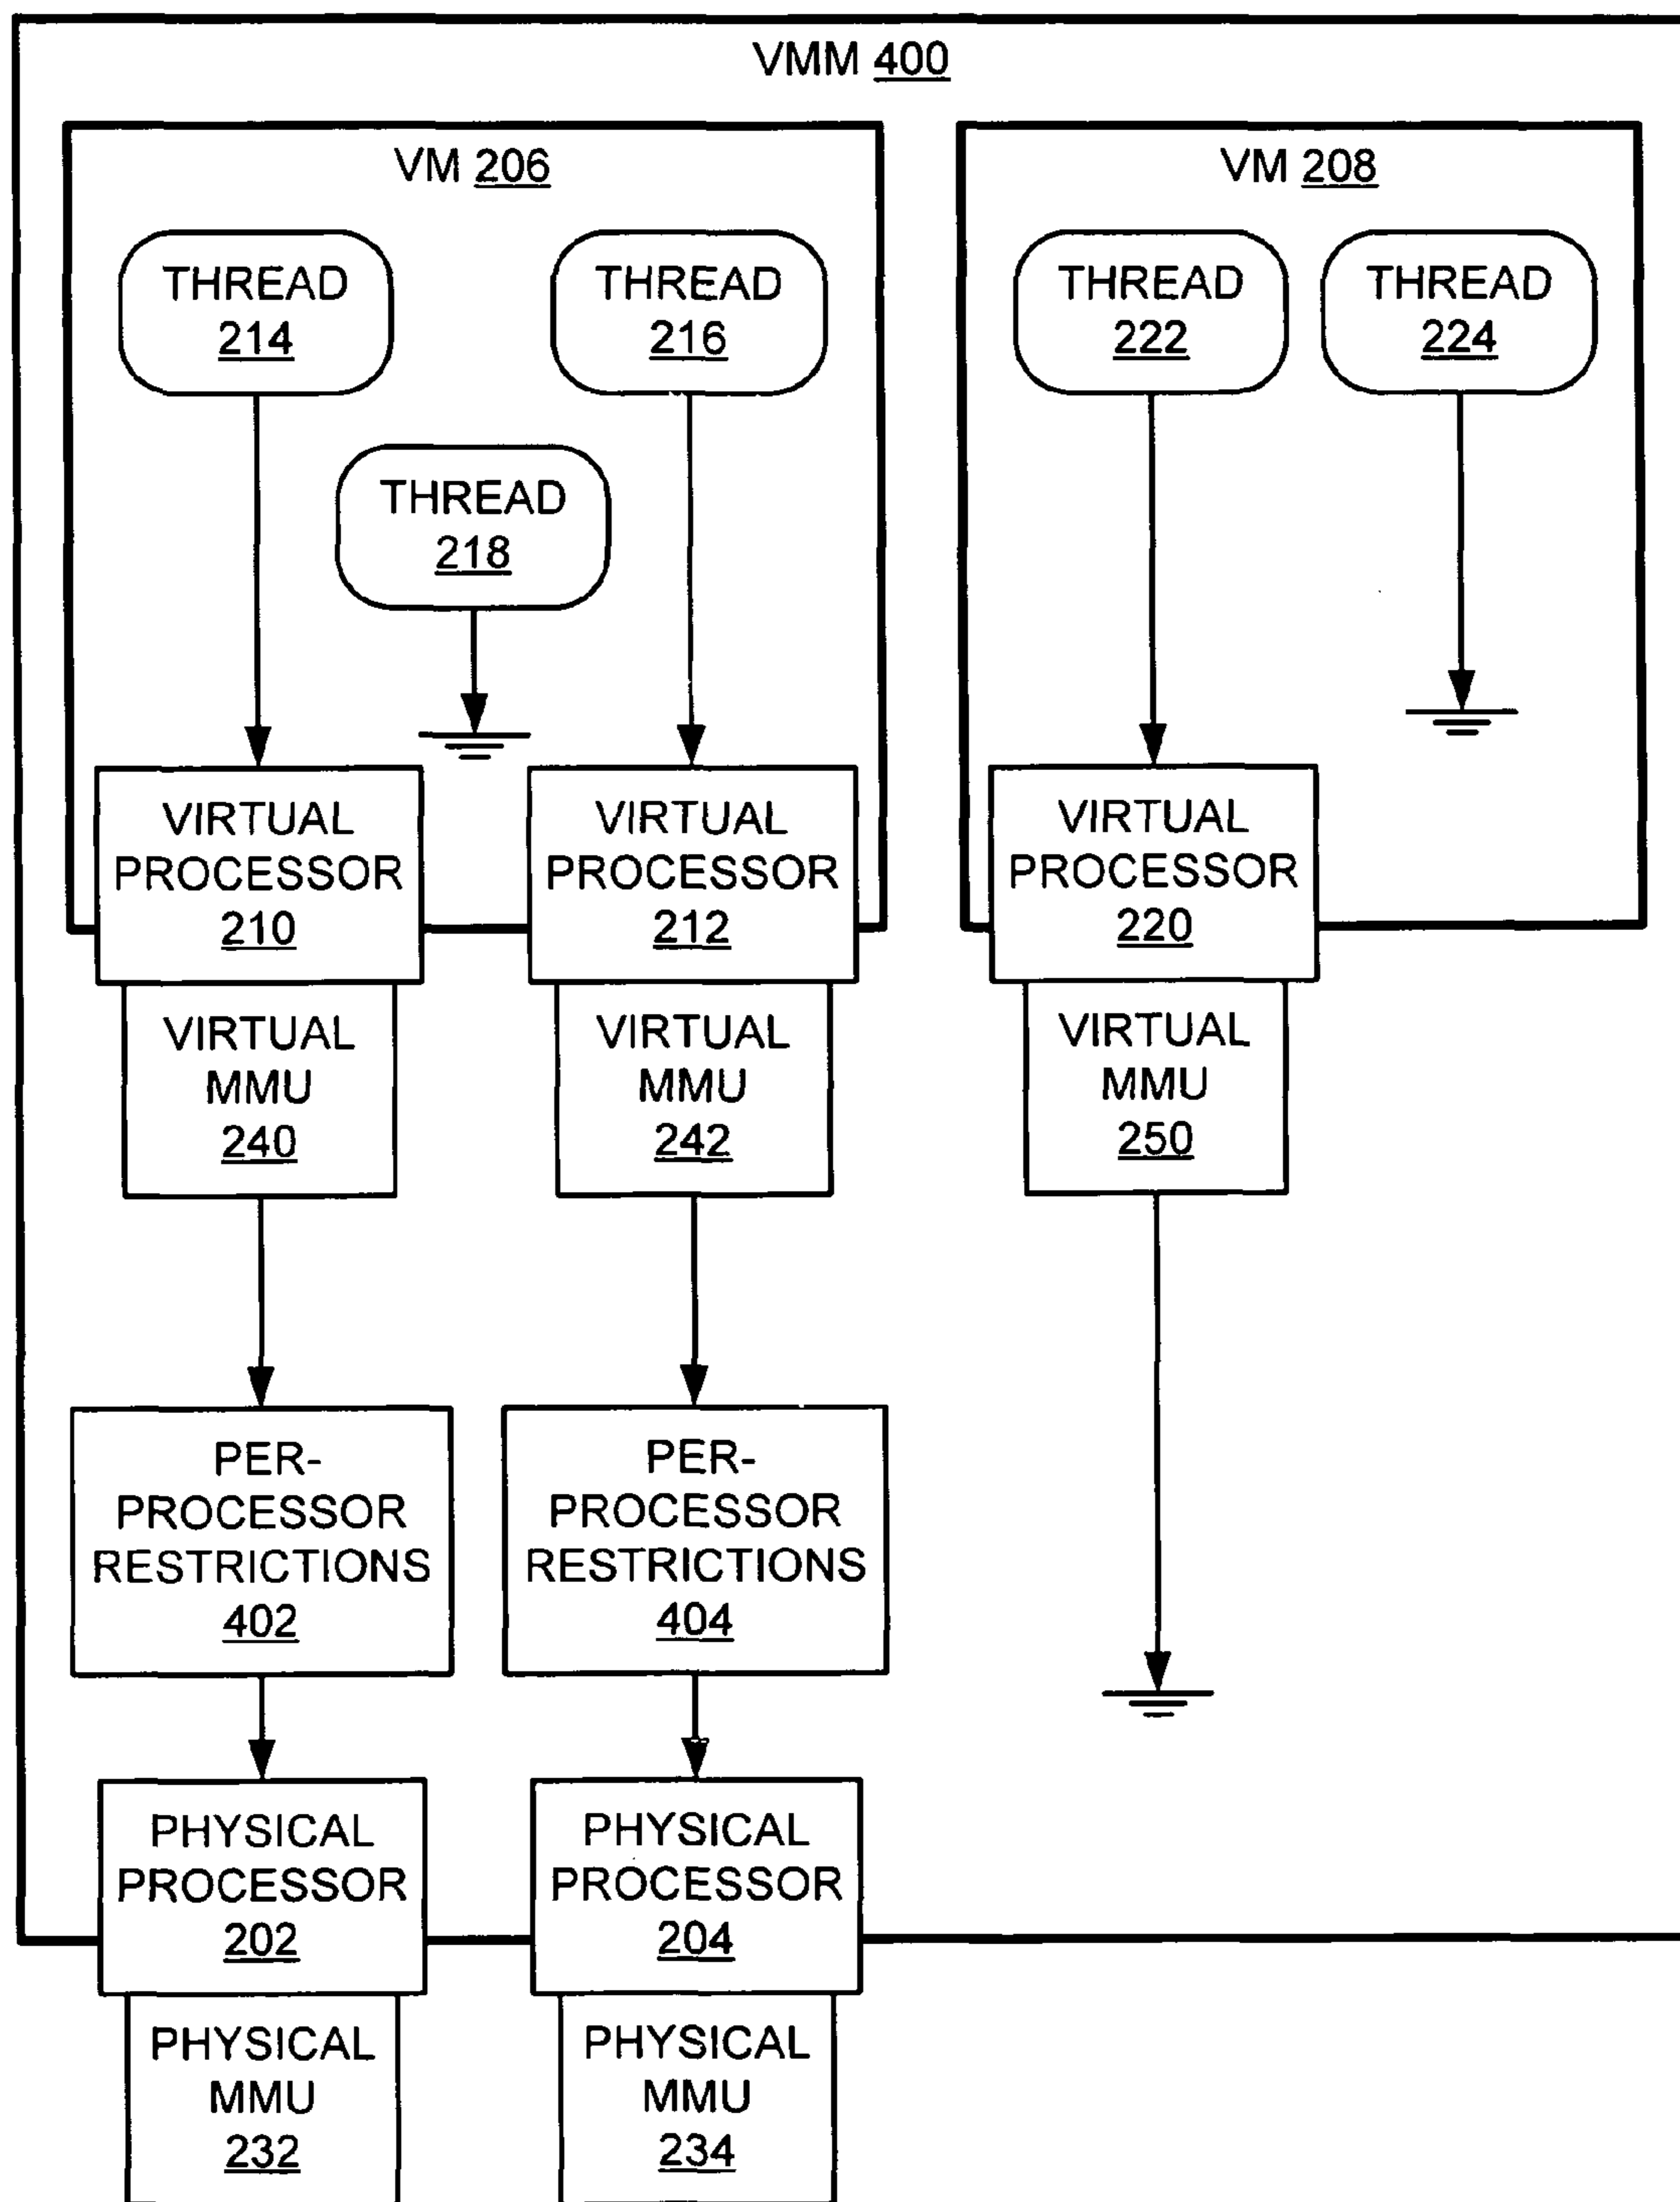 VMM 400
VM 206
THREAD
214
THREAD
216
THREAD
218
VIRTUAL
PROCESSOR
210
VIRTUAL
PROCESSOR
212
VIRTUAL
MMU
240
VIRTUAL
MMU
242
VM 208
THREAD
222
THREAD
224
VIRTUAL
PROCESSOR
220
VIRTUAL
MMU
250
PER-
PROCESSOR
RESTRICTIONS
402
PER-
PROCESSOR
RESTRICTIONS
404
PHYSICAL
PROCESSOR
202
PHYSICAL
PROCESSOR
204
PHYSICAL
MMU
232
PHYSICAL
MMU
234